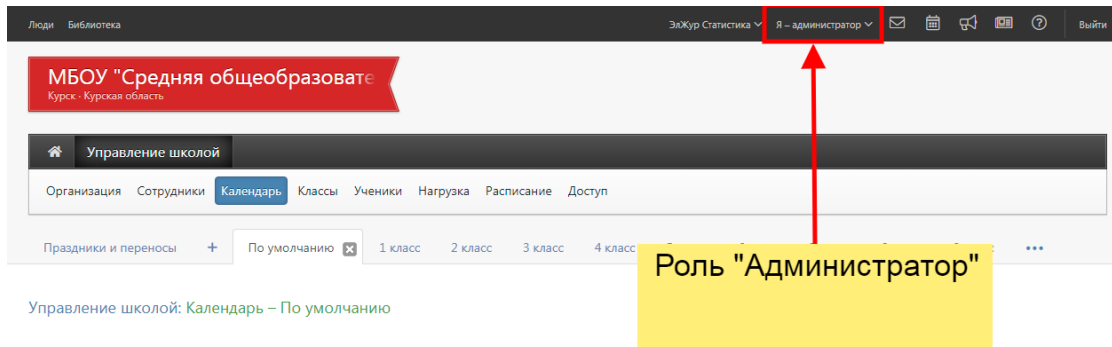 Люди Библиотека ЭлЖур Статистика Я – администратор Выйти
МБОУ "Средняя общеобразовате
Курск · Курская область
Управление школой
Организация Сотрудники Календарь Классы Ученики Нагрузка Расписание Доступ
Праздники и переносы + По умолчанию 1 класс 2 класс 3 класс 4 класс •••
Роль "Администратор"
Управление школой: Календарь – По умолчанию